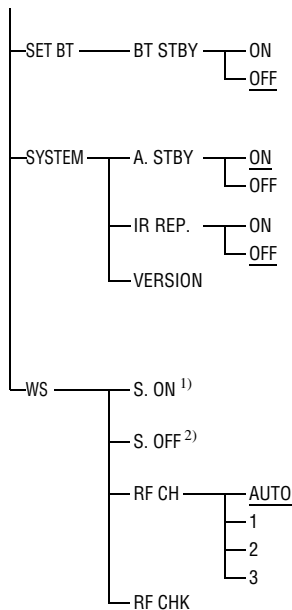 SET BT BT STBY ON
OFF
SYSTEM A. STBY ON
OFF
IR REP. ON
OFF
VERSION
WS S. ON 1)
S. OFF 2)
RF CH AUTO
1
2
3
RF CHK